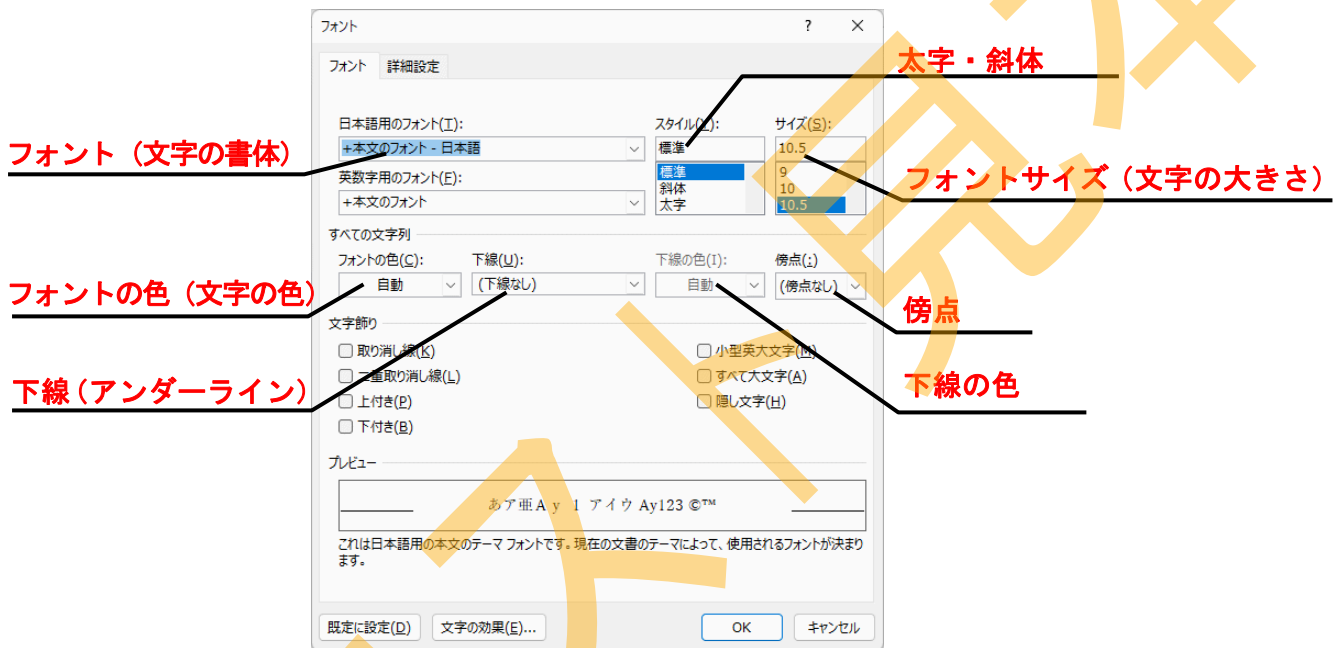 フォント ? ×
フォント 詳細設定
太字・斜体
日本語用のフォント(T): スタイル(Y): サイズ(S):
フォント（文字の書体） +本文のフォント - 日本語 標準 10.5
英数字用のフォント(F): 標準 9
斜体 10
フォントサイズ（文字の大きさ）
+本文のフォント 太字 10.5
すべての文字列
フォントの色(C): 下線(U): 下線の色(I): 傍点(:)
フォントの色（文字の色） 自動 (下線なし) 自動 (傍点なし)
傍点
文字飾り
取り消し線(K) 小型英大文字(M)
二重取り消し線(L) すべて大文字(A)
下線（アンダーライン） 下線の色
上付き(P) 隠し文字(H)
下付き(B)
プレビュー
あア亜Ay 1 アイウ Ay123 ©™
これは日本語用の本文のテーマ フォントです。現在の文書のテーマによって、使用されるフォントが決まり
ます。
既定に設定(D) 文字の効果(E)... OK キャンセル
スト見本